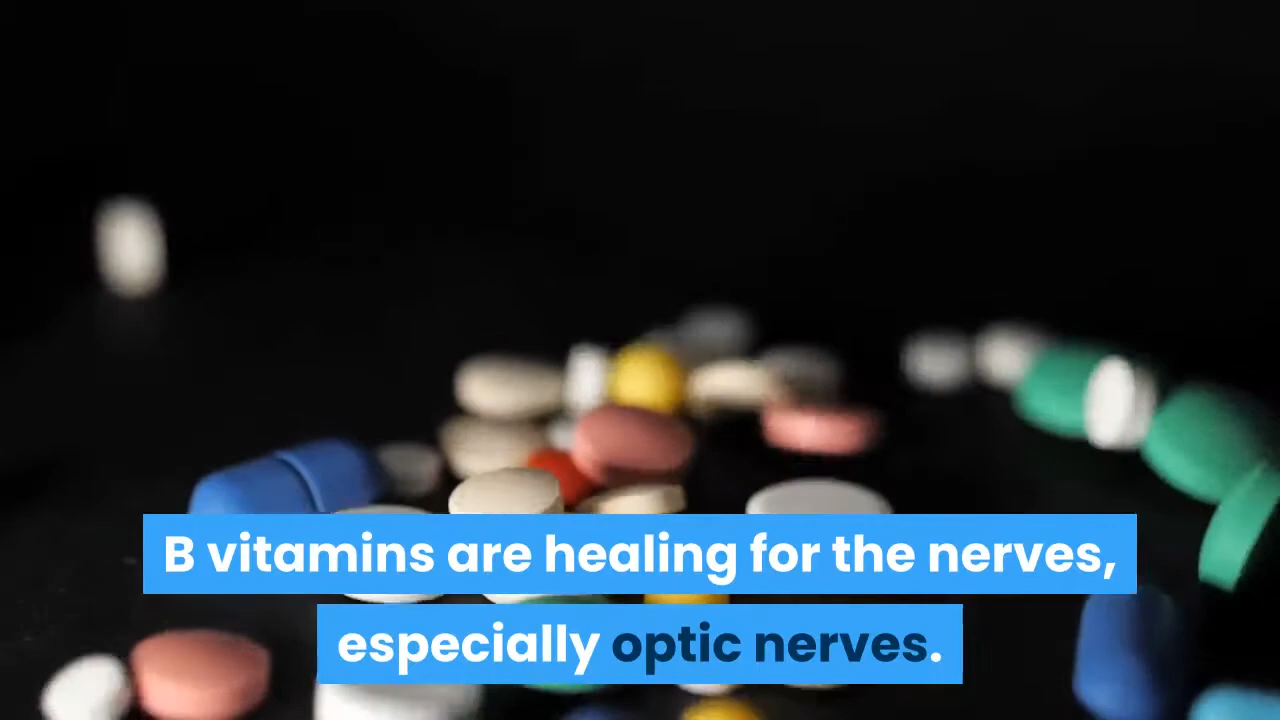 B vitamins are healing for the nerves,
especially optic nerves.